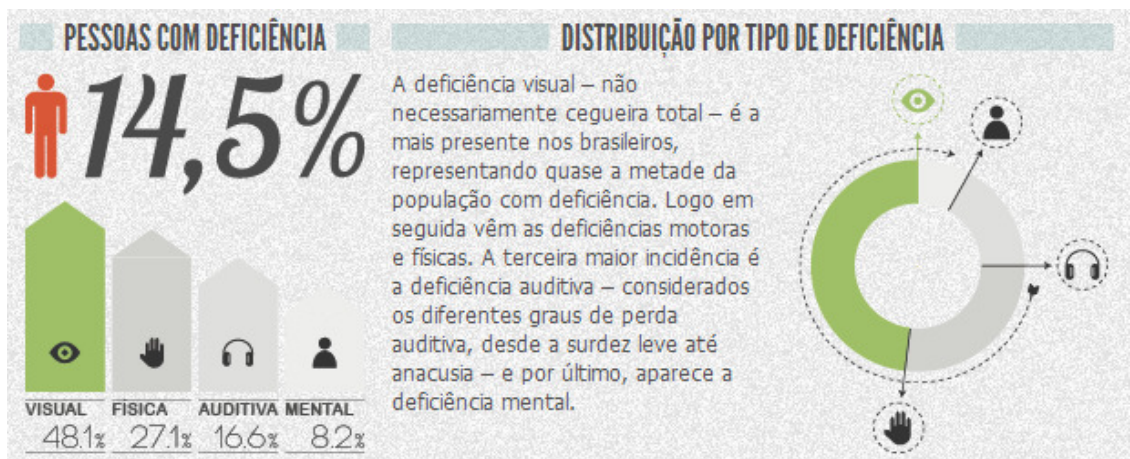 PESSOAS COM DEFICIÊNCIA
14,5%
VISUAL FÍSICA AUDITIVA MENTAL
48.1% 27.1% 16.6% 8.2%
DISTRIBUIÇÃO POR TIPO DE DEFICIÊNCIA
A deficiência visual – não
necessariamente cegueira total – é a
mais presente nos brasileiros,
representando quase a metade da
população com deficiência. Logo em
seguida vêm as deficiências motoras
e físicas. A terceira maior incidência é
a deficiência auditiva – considerados
os diferentes graus de perda
auditiva, desde a surdez leve até
anacusia – e por último, aparece a
deficiência mental.